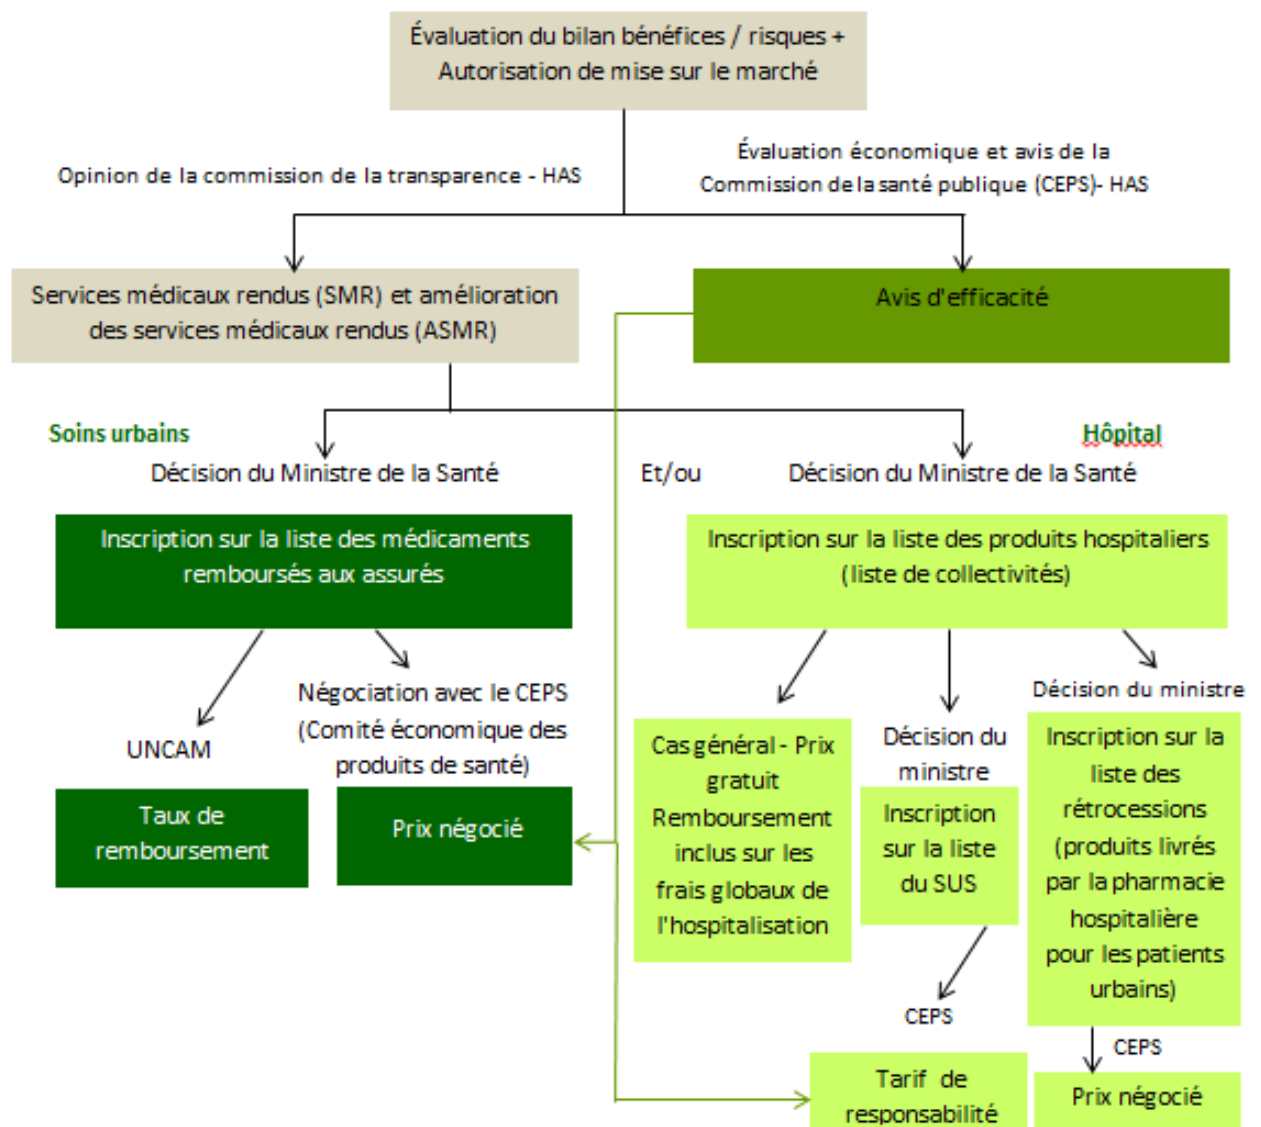 Évaluation du bilan bénéfices / risques +
Autorisation de mise sur le marché
Opinion de la commission de la transparence - HAS
Évaluation économique et avis de la
Commission de la santé publique (CEPS)- HAS
Services médicaux rendus (SMR) et amélioration
des services médicaux rendus (ASMR)
Avis d'efficacité
Soins urbains
Hôpital
Décision du Ministre de la Santé
Et/ou
Décision du Ministre de la Santé
Inscription sur la liste des médicaments
remboursés aux assurés
Inscription sur la liste des produits hospitaliers
(liste de collectivités)
UNCAM
Négociation avec le CEPS
(Comité économique des
produits de santé)
Taux de
remboursement
Prix négocié
Cas général - Prix
gratuit
Remboursement
inclus sur les
frais globaux de
l'hospitalisation
Décision du
ministre
Inscription
sur la liste
du SUS
CEPS
Tarif de
responsabilité
Décision du ministre
Inscription sur la
liste des
rétrocessions
(produits livrés
par la pharmacie
hospitalière
pour les patients
urbains)
CEPS
Prix négocié